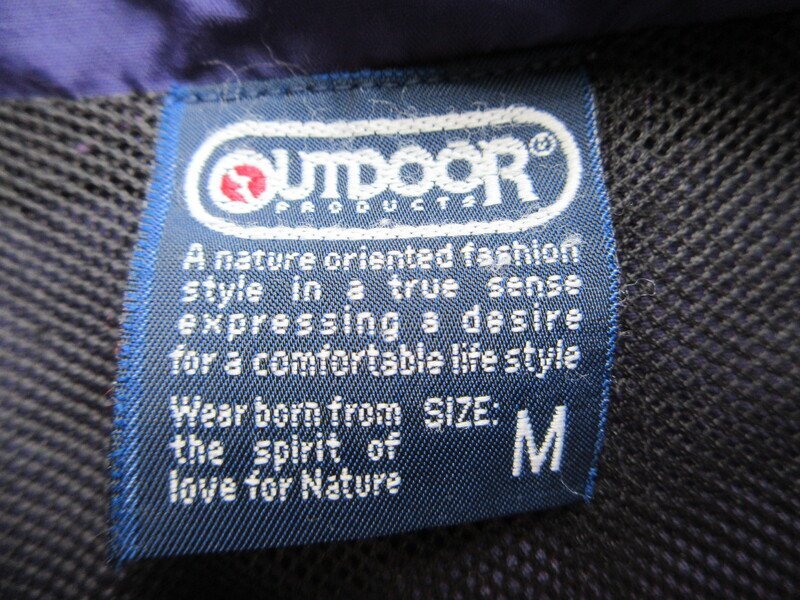 OUTDOOR®
PRODUCTS
A nature oriented fashion
style in a true sense
expressing a desire
for a comfortable life style
Wear born from
the spirit of
love for Nature
SIZE: M